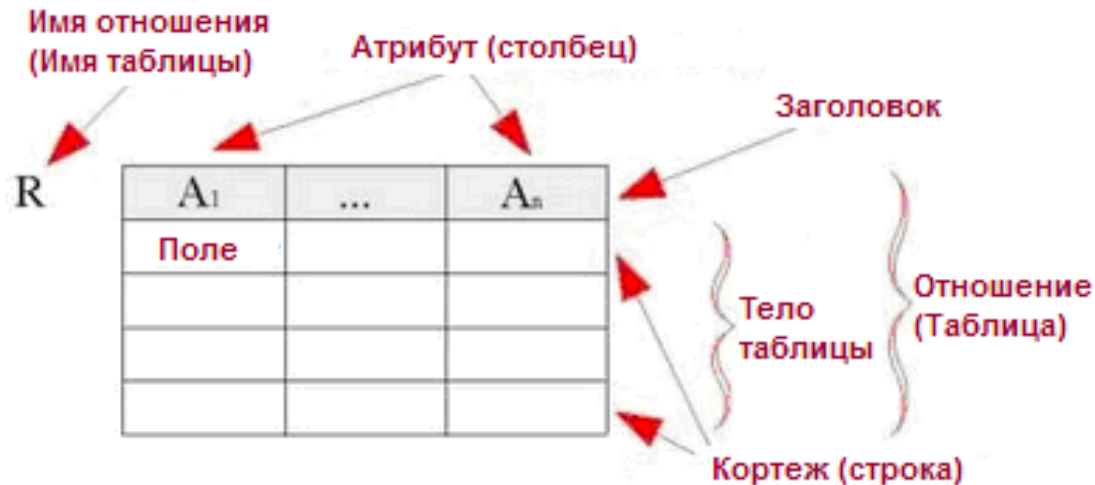 Имя отношения
(Имя таблицы)
Атрибут (столбец)
Заголовок
R
A₁ ... Aₙ
Поле
Тело
таблицы
Отношение
(Таблица)
Кортеж (строка)